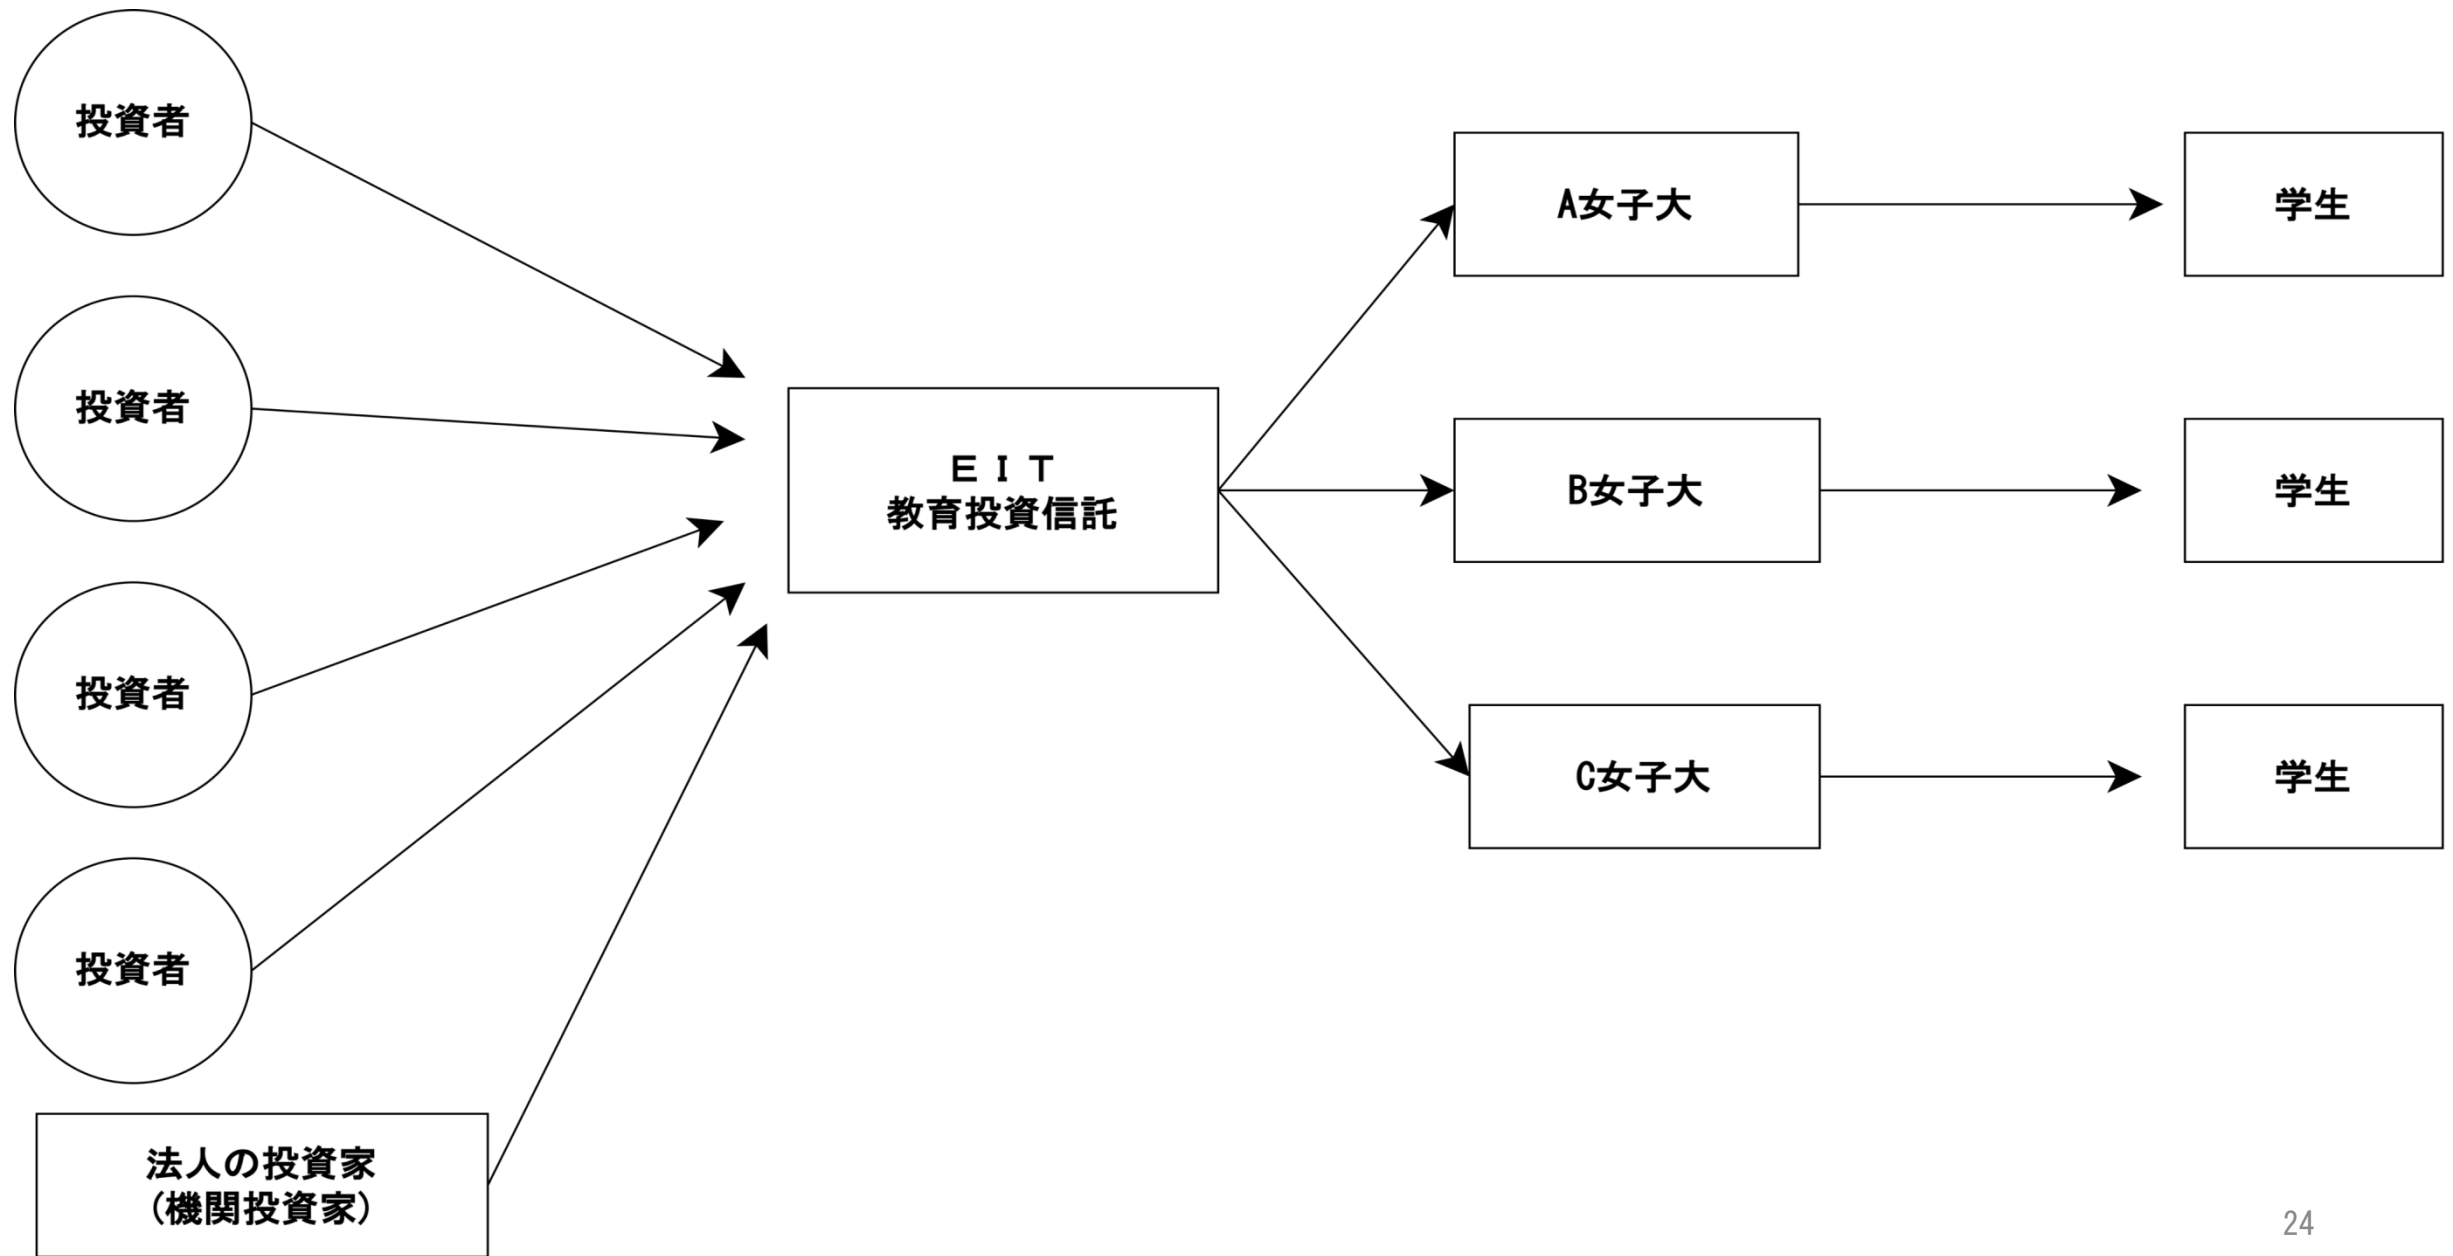 投資者
投資者
投資者
投資者
法人の投資家
(機関投資家)
ＥＩＴ
教育投資信託
A女子大
B女子大
C女子大
学生
学生
学生
24